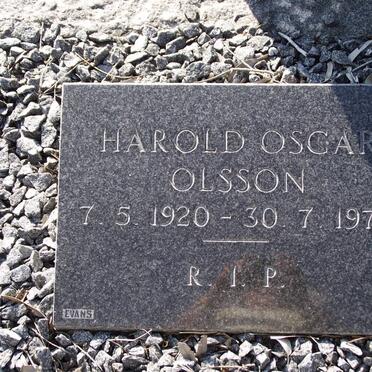 HAROLD OSCAR
OLSSON
7. 5. 1920 - 30. 7. 197
R. I. P.
EVANS